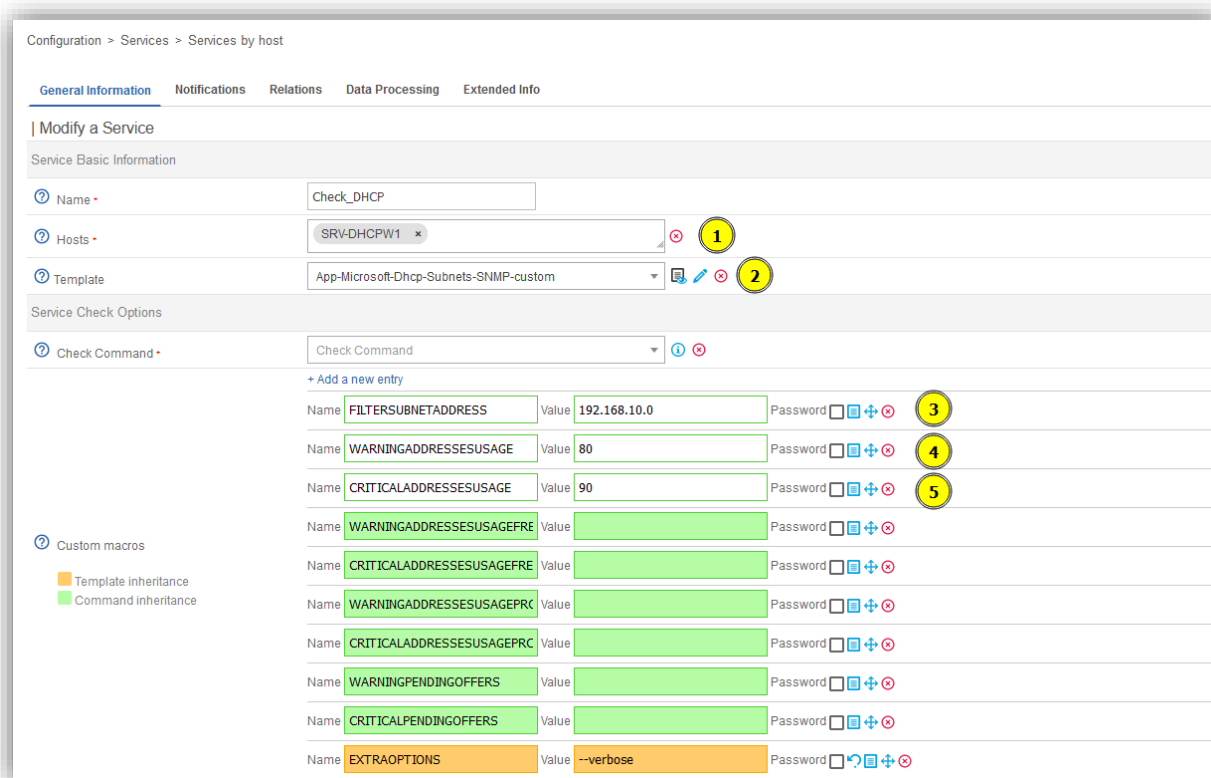 Configuration > Services > Services by host
General Information Notifications Relations Data Processing Extended Info
| Modify a Service
Service Basic Information
Name * Check_DHCP
Hosts * SRV-DHCPW1 × 1
Template App-Microsoft-Dhcp-Subnets-SNMP-custom 2
Service Check Options
Check Command * Check Command
+ Add a new entry
Name FILTERSUBNETADDRESS Value 192.168.10.0 Password 3
Name WARNINGADDRESSESUSAGE Value 80 Password 4
Name CRITICALADDRESSESUSAGE Value 90 Password 5
Name WARNINGADDRESSESUSAGEFRE Value Password
Custom macros
Name CRITICALADDRESSESUSAGEFRE Value Password
Template inheritance
Command inheritance
Name WARNINGADDRESSESUSAGEPRC Value Password
Name CRITICALADDRESSESUSAGEPRC Value Password
Name WARNINGPENDINGOFFERS Value Password
Name CRITICALPENDINGOFFERS Value Password
Name EXTRAOPTIONS Value --verbose Password